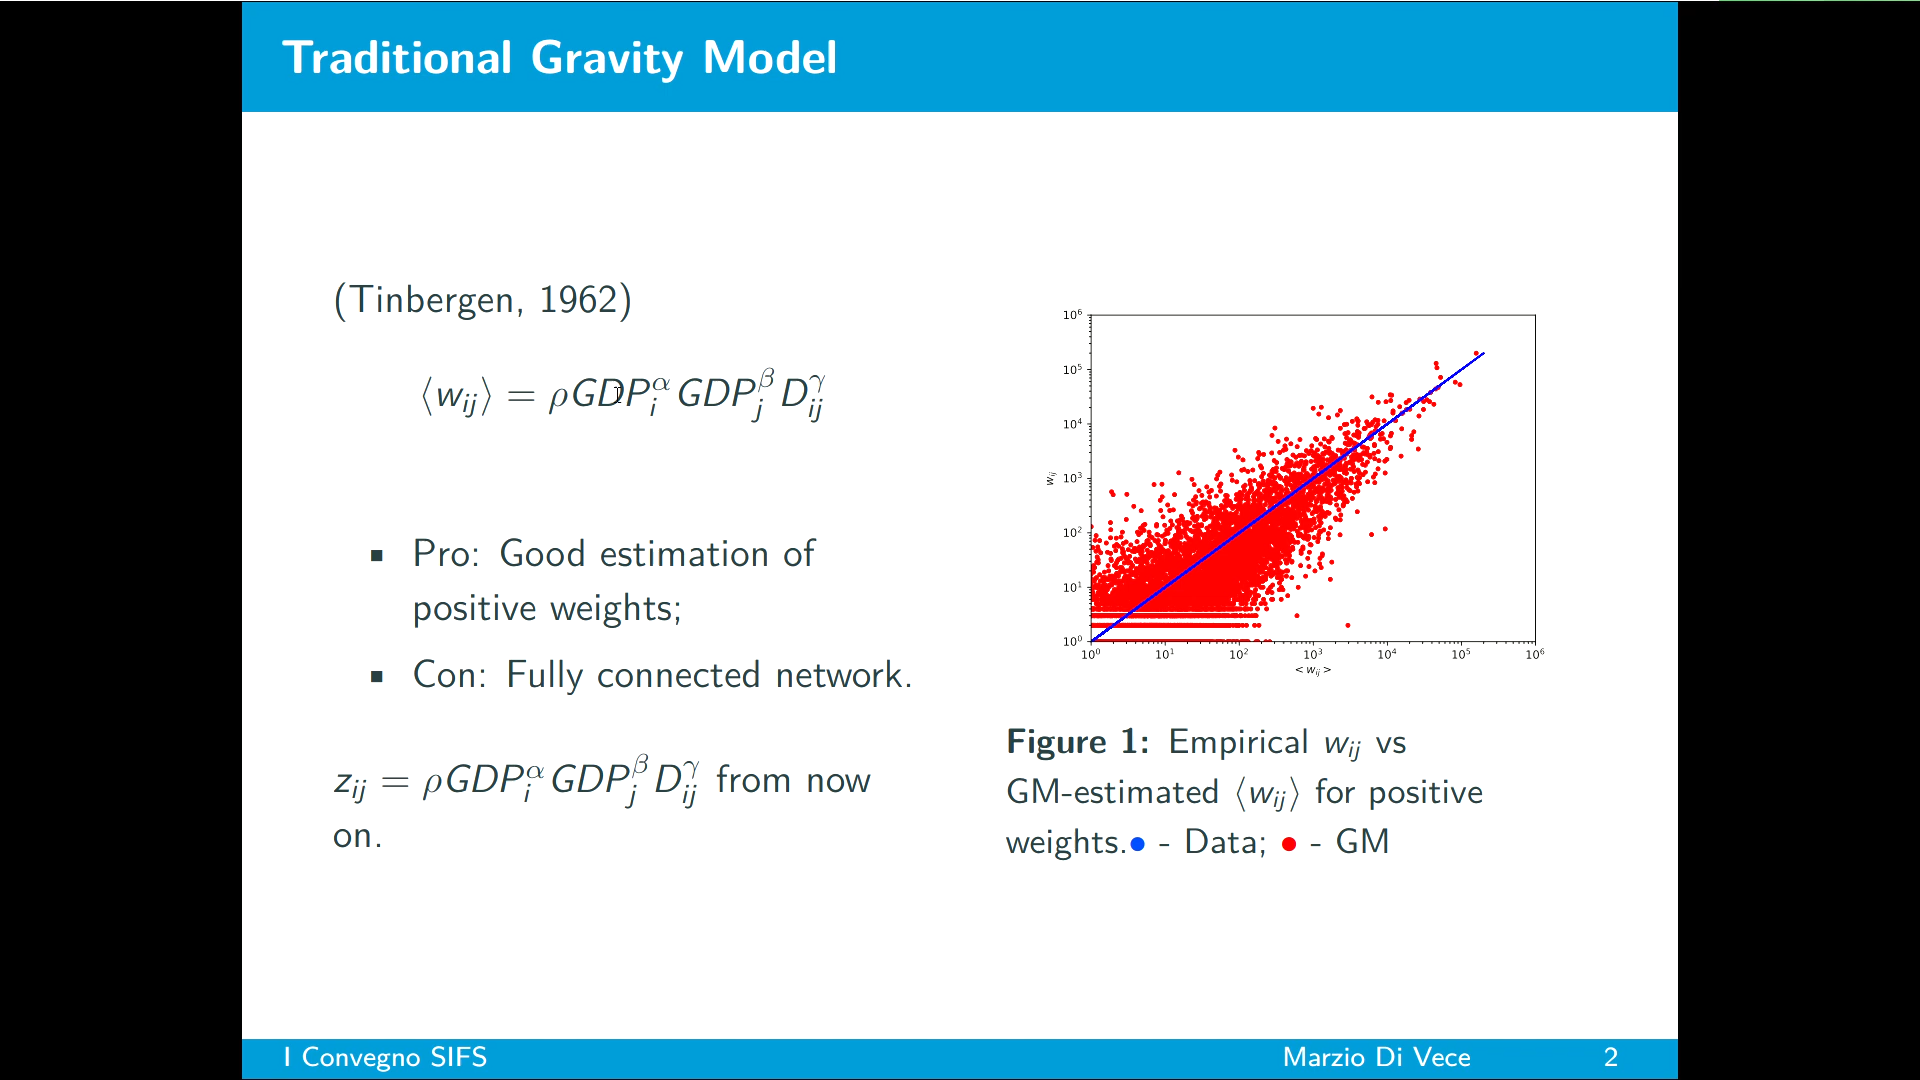 Traditional Gravity Model
(Tinbergen, 1962)
⟨w_ij⟩ = ρGDP_i^α GDP_j^β D_ij^γ
▪ Pro: Good estimation of
positive weights;
▪ Con: Fully connected network.
z_ij = ρGDP_i^α GDP_j^β D_ij^γ from now
on.
10^6
10^5
10^4
10^3
10^2
10^1
10^0
w_ij
10^0 10^1 10^2 10^3 10^4 10^5 10^6
< w_ij >
Figure 1: Empirical w_ij vs
GM-estimated ⟨w_ij⟩ for positive
weights.● - Data; ● - GM
I Convegno SIFS Marzio Di Vece 2